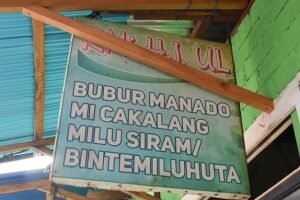 BUBUR MANADO
MI CAKALANG
MILU SIRAM/
BINTEMILUHUTA